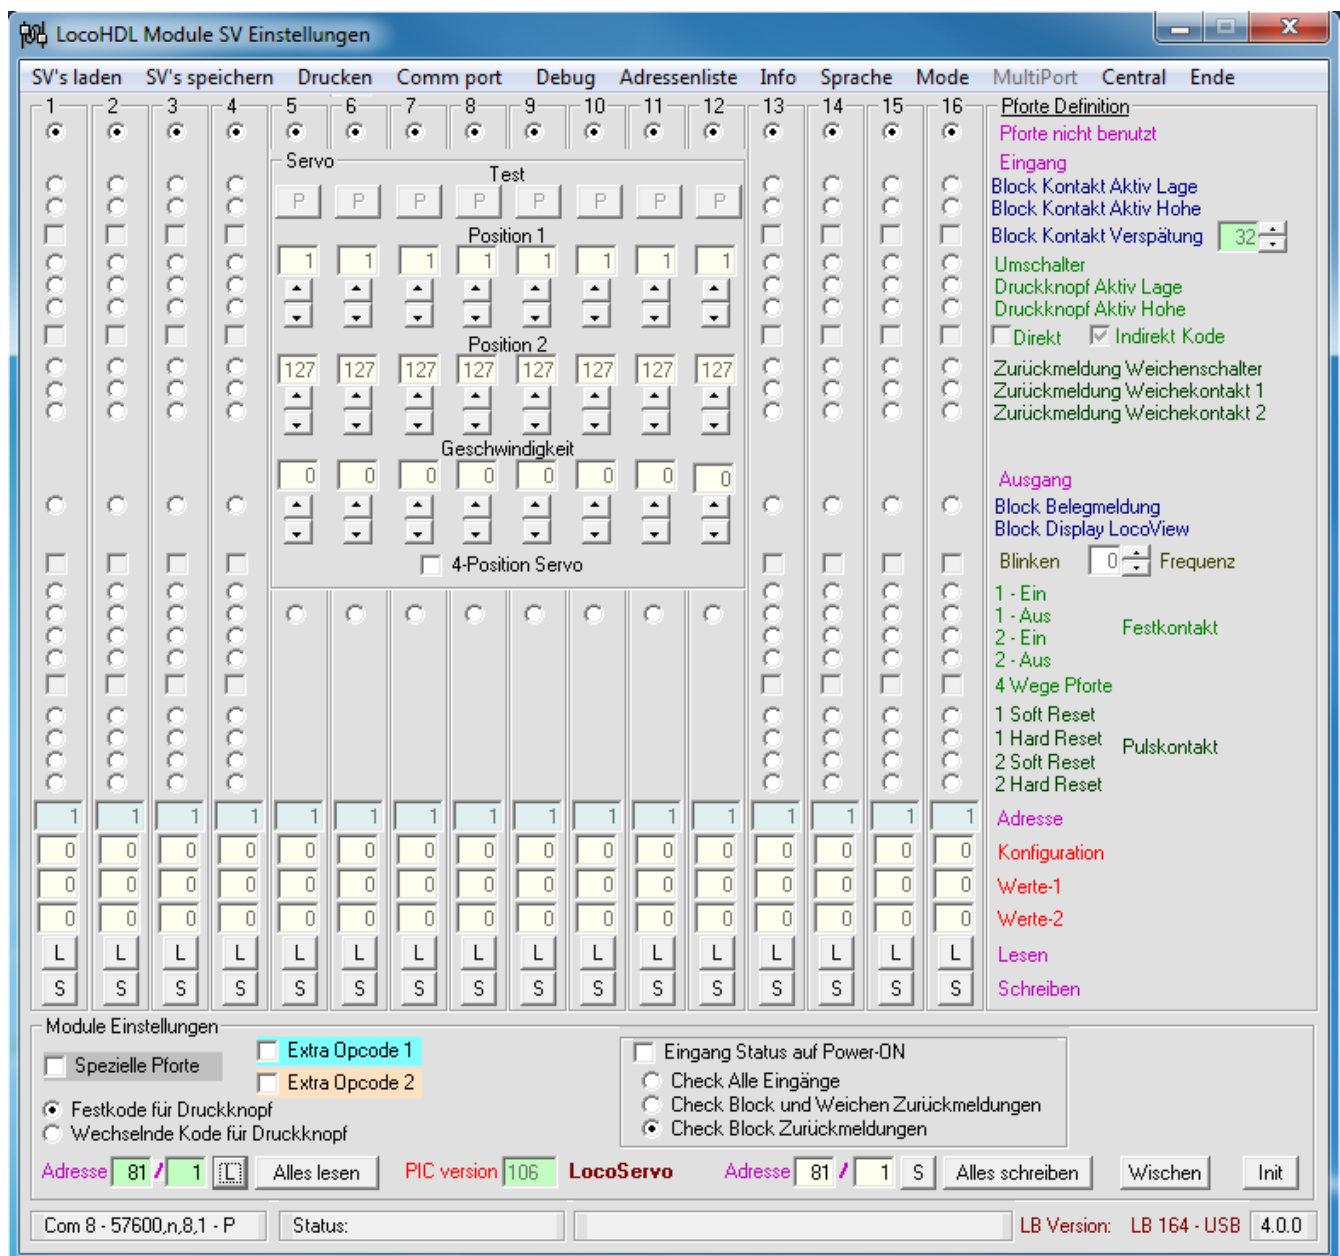 LocoHDL Module SV Einstellungen
SV's laden SV's speichern Drucken Comm port Debug Adressenliste Info Sprache Mode MultiPort Central Ende
1 2 3 4 5 6 7 8 9 10 11 12 13 14 15 16 Pforte Definition
Pforte nicht benutzt
Servo
Eingang
Test
Block Kontakt Aktiv Lage
P P P P P P P P
Block Kontakt Aktiv Hohe
Position 1
Block Kontakt Verspätung 32
1 1 1 1 1 1 1 1
Umschalter
Druckknopf Aktiv Lage
Druckknopf Aktiv Hohe
Direkt Indirekt Kode
Position 2
127 127 127 127 127 127 127 127
Zurückmeldung Weichenschalter
Zurückmeldung Weichekontakt 1
Zurückmeldung Weichekontakt 2
Geschwindigkeit
0 0 0 0 0 0 0 0
Ausgang
Block Belegmeldung
Block Display LocoView
4-Position Servo
Blinken 0 Frequenz
1 - Ein
1 - Aus
Festkontakt
2 - Ein
2 - Aus
4 Wege Pforte
1 Soft Reset
1 Hard Reset
Pulskontakt
2 Soft Reset
2 Hard Reset
1 1 1 1 1 1 1 1 1 1 1 1 1 1 1 1 Adresse
0 0 0 0 0 0 0 0 0 0 0 0 0 0 0 0 Konfiguration
0 0 0 0 0 0 0 0 0 0 0 0 0 0 0 0 Werte-1
0 0 0 0 0 0 0 0 0 0 0 0 0 0 0 0 Werte-2
L L L L L L L L L L L L L L L L Lesen
S S S S S S S S S S S S S S S S Schreiben
Module Einstellungen
Spezielle Pforte
Extra Opcode 1
Extra Opcode 2
Festkode für Druckknopf
Wechselnde Kode für Druckknopf
Eingang Status auf Power-ON
Check Alle Eingänge
Check Block und Weichen Zurückmeldungen
Check Block Zurückmeldungen
Adresse 81 / 1 L Alles lesen PIC version 106 LocoServo Adresse 81 / 1 S Alles schreiben Wischen Init
Com 8 - 57600,n,8,1 - P Status: LB Version: LB 164 - USB 4.0.0